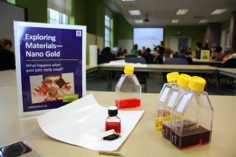 Exploring
Materials—
Nano Gold
What happens when
gold gets really small?